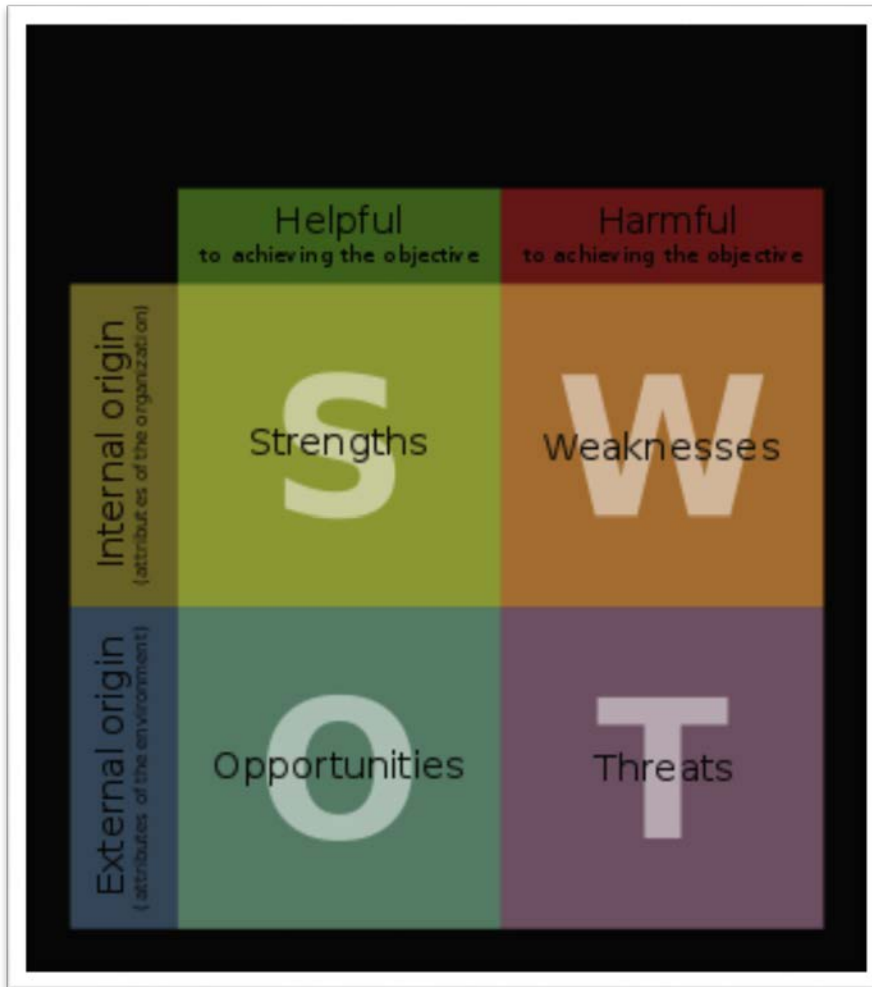 Helpful
to achieving the objective
Harmful
to achieving the objective
Internal origin
(attributes of the organization)
S
Strengths
W
Weaknesses
External origin
(attributes of the environment)
O
Opportunities
T
Threats